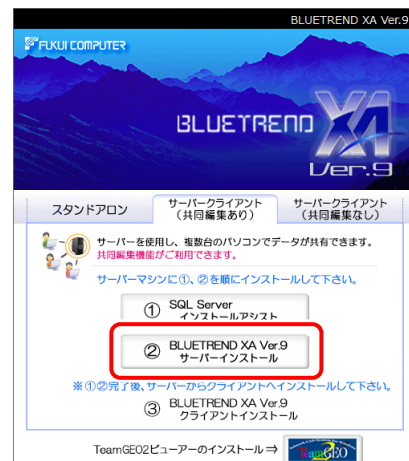 BLUETREND XA Ver.9
FUKUI COMPUTER
BLUETREND XA
Ver.9
スタンドアロン
サーバークライアント
（共同編集あり）
サーバークライアント
（共同編集なし）
サーバーを使用し、複数台のパソコンでデータが共有できます。
共同編集機能がご利用できます。
サーバーマシンに①、②を順にインストールして下さい。
① SQL Server
インストールアシスト
② BLUETREND XA Ver.9
サーバーインストール
※①②完了後、サーバーからクライアントへインストールして下さい。
③ BLUETREND XA Ver.9
クライアントインストール
TeamGEO2ビューアーのインストール⇒
TeamGEO